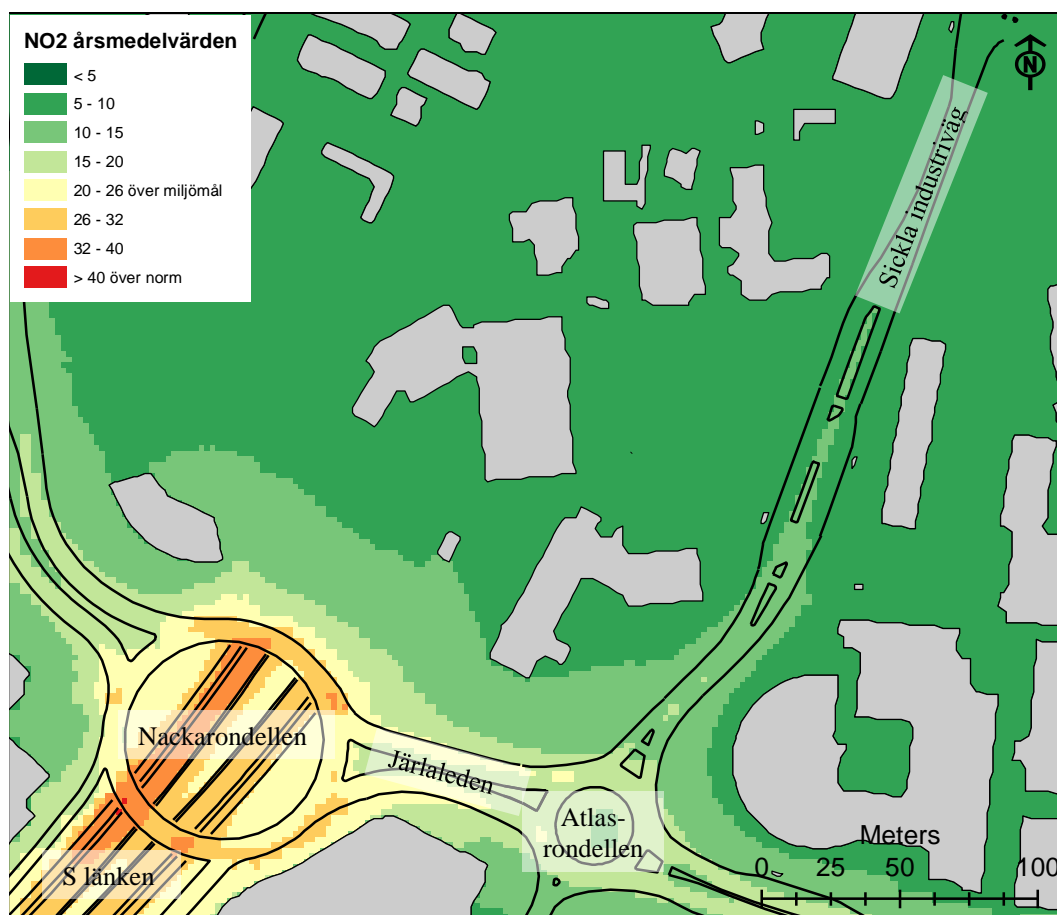 NO2 årsmedelvärden
< 5
5 - 10
10 - 15
15 - 20
20 - 26 över miljömål
26 - 32
32 - 40
> 40 över norm
N
Sickla industriväg
Nackarondellen
Järlaleden
Atlas-
rondellen
S länken
Meters
0 25 50 100